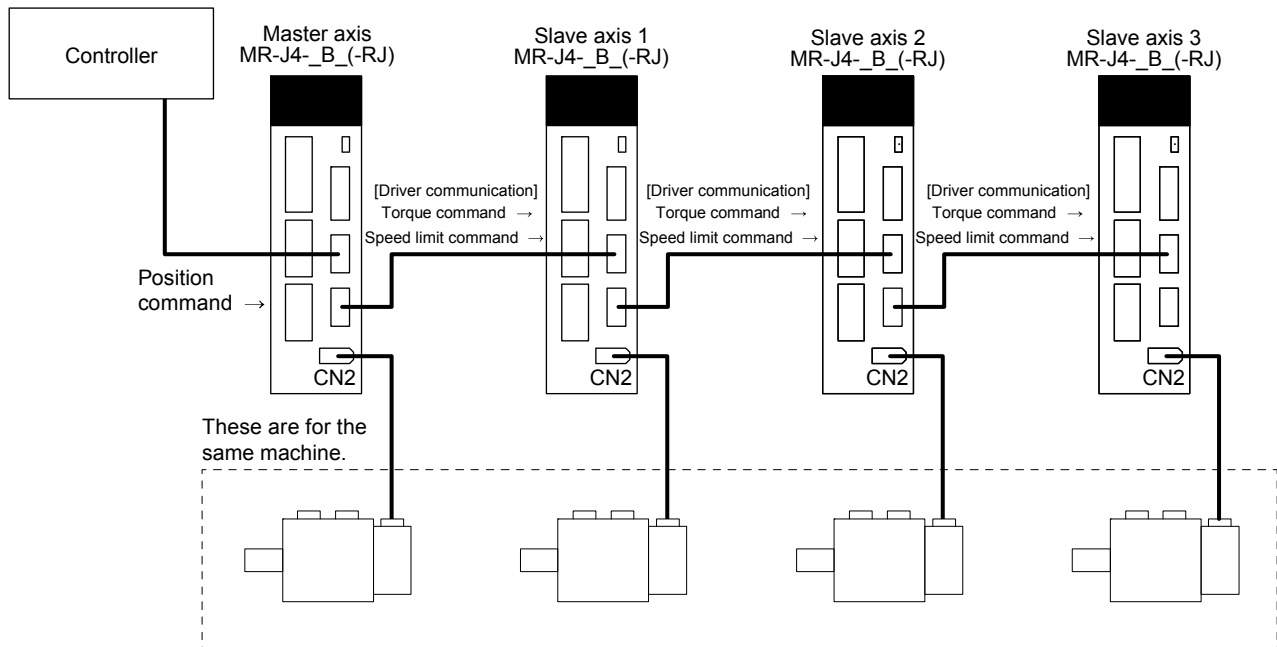 Controller
Master axis
MR-J4-_B_(-RJ)
Slave axis 1
MR-J4-_B_(-RJ)
Slave axis 2
MR-J4-_B_(-RJ)
Slave axis 3
MR-J4-_B_(-RJ)
[Driver communication]
Torque command →
Speed limit command →
[Driver communication]
Torque command →
Speed limit command →
[Driver communication]
Torque command →
Speed limit command →
Position
command →
CN2
CN2
CN2
CN2
These are for the
same machine.